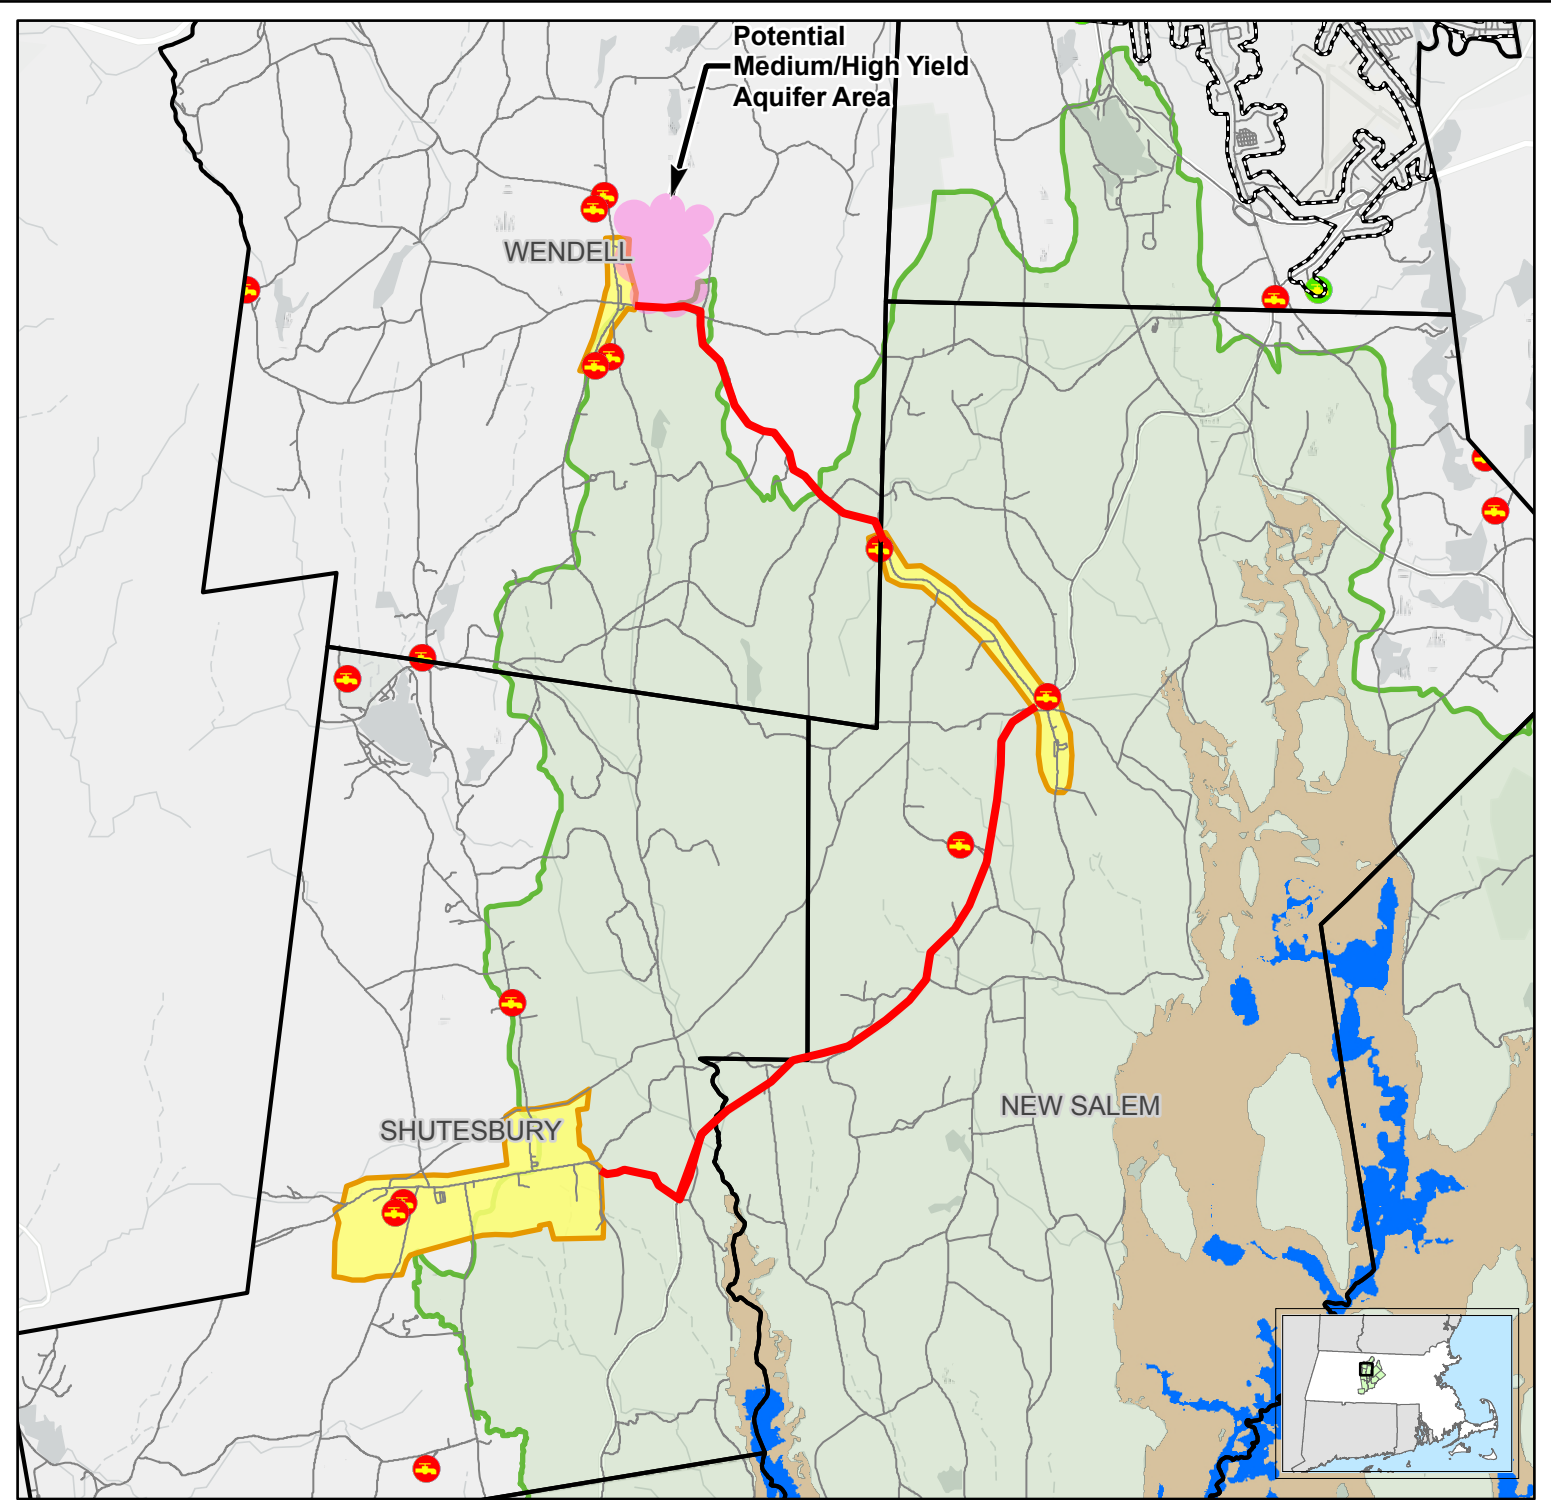 Potential
Medium/High Yield
Aquifer Area
WENDELL
NEW SALEM
SHUTESBURY